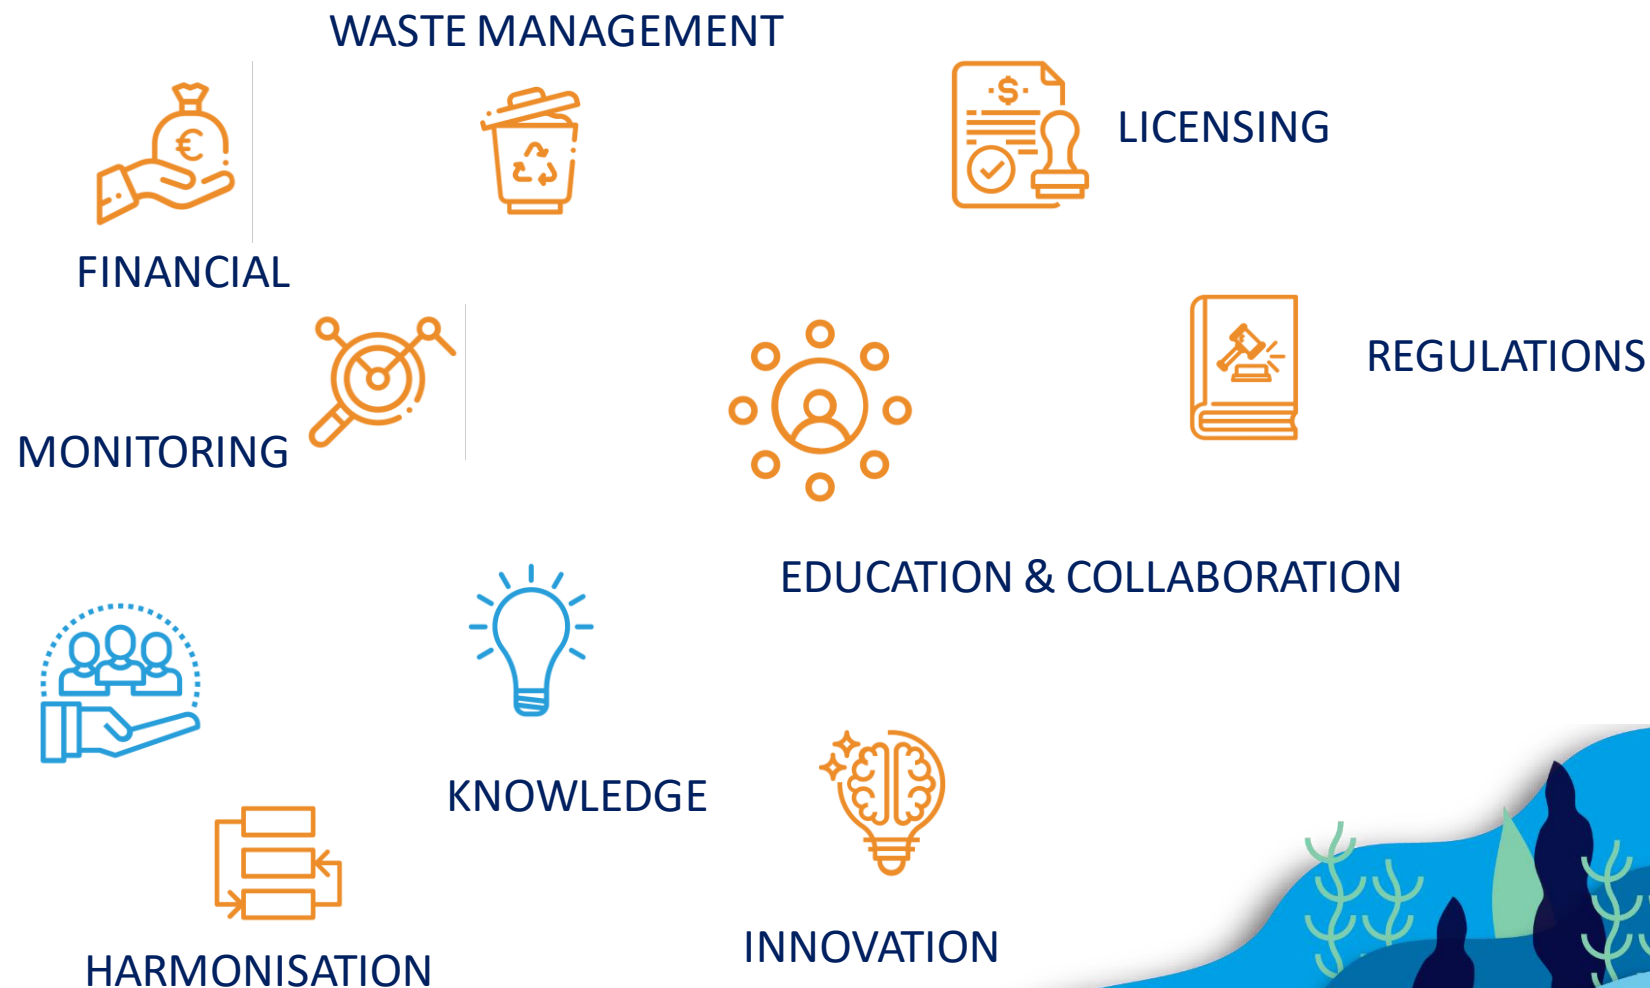 WASTE MANAGEMENT
€
$
LICENSING
FINANCIAL
REGULATIONS
MONITORING
EDUCATION & COLLABORATION
KNOWLEDGE
INNOVATION
HARMONISATION